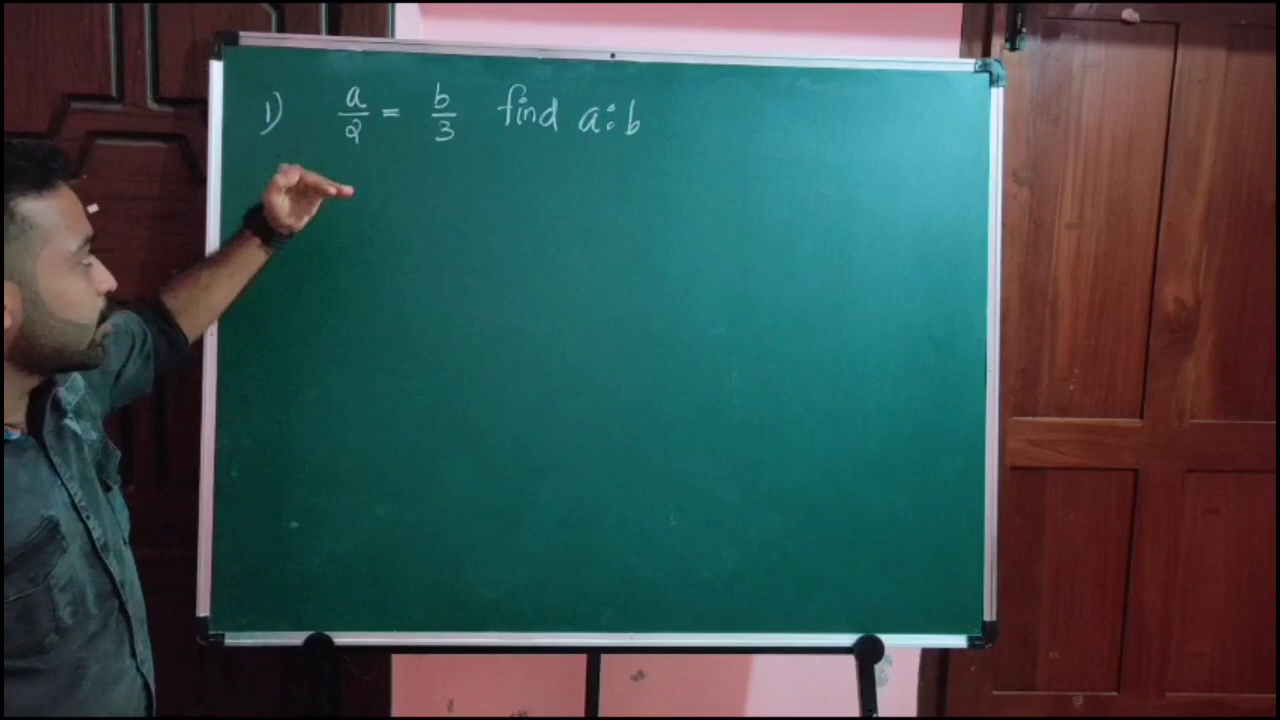 1) a/2 = b/3 find a:b